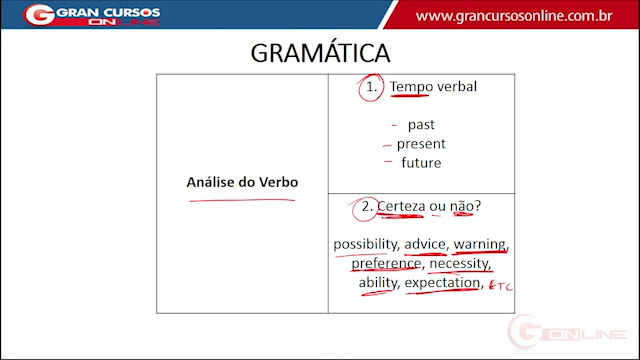 GRAN CURSOS
ONLINE
www.grancursosonline.com.br
GRAMÁTICA
Análise do Verbo
1. Tempo verbal
- past
- present
- future
2. Certeza ou não?
possibility, advice, warning,
preference, necessity,
ability, expectation, ETC
G ONLINE